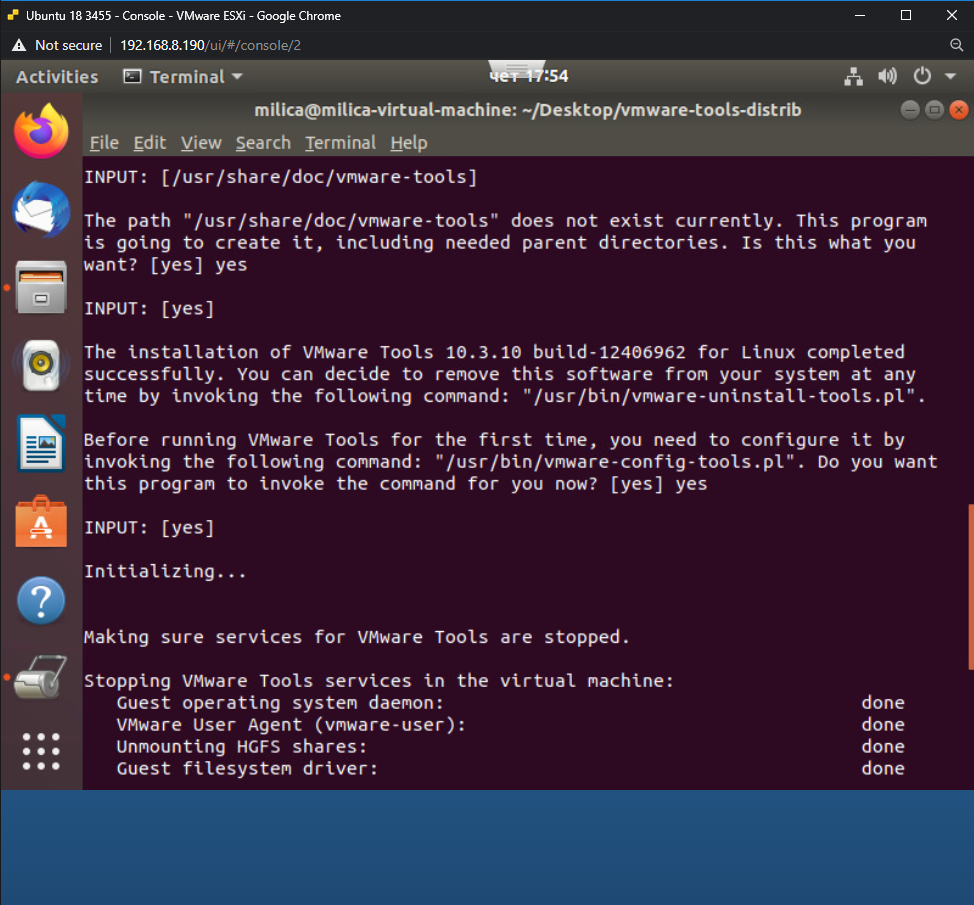 Ubuntu 18 3455 - Console - VMware ESXi - Google Chrome
Not secure 192.168.8.190/ui/#/console/2
Activities Terminal чет 17:54
milica@milica-virtual-machine: ~/Desktop/vmware-tools-distrib
File Edit View Search Terminal Help
INPUT: [/usr/share/doc/vmware-tools]
The path "/usr/share/doc/vmware-tools" does not exist currently. This program
is going to create it, including needed parent directories. Is this what you
want? [yes] yes
INPUT: [yes]
The installation of VMware Tools 10.3.10 build-12406962 for Linux completed
successfully. You can decide to remove this software from your system at any
time by invoking the following command: "/usr/bin/vmware-uninstall-tools.pl".
Before running VMware Tools for the first time, you need to configure it by
invoking the following command: "/usr/bin/vmware-config-tools.pl". Do you want
this program to invoke the command for you now? [yes] yes
INPUT: [yes]
Initializing...
Making sure services for VMware Tools are stopped.
Stopping VMware Tools services in the virtual machine:
Guest operating system daemon: done
VMware User Agent (vmware-user): done
Unmounting HGFS shares: done
Guest filesystem driver: done